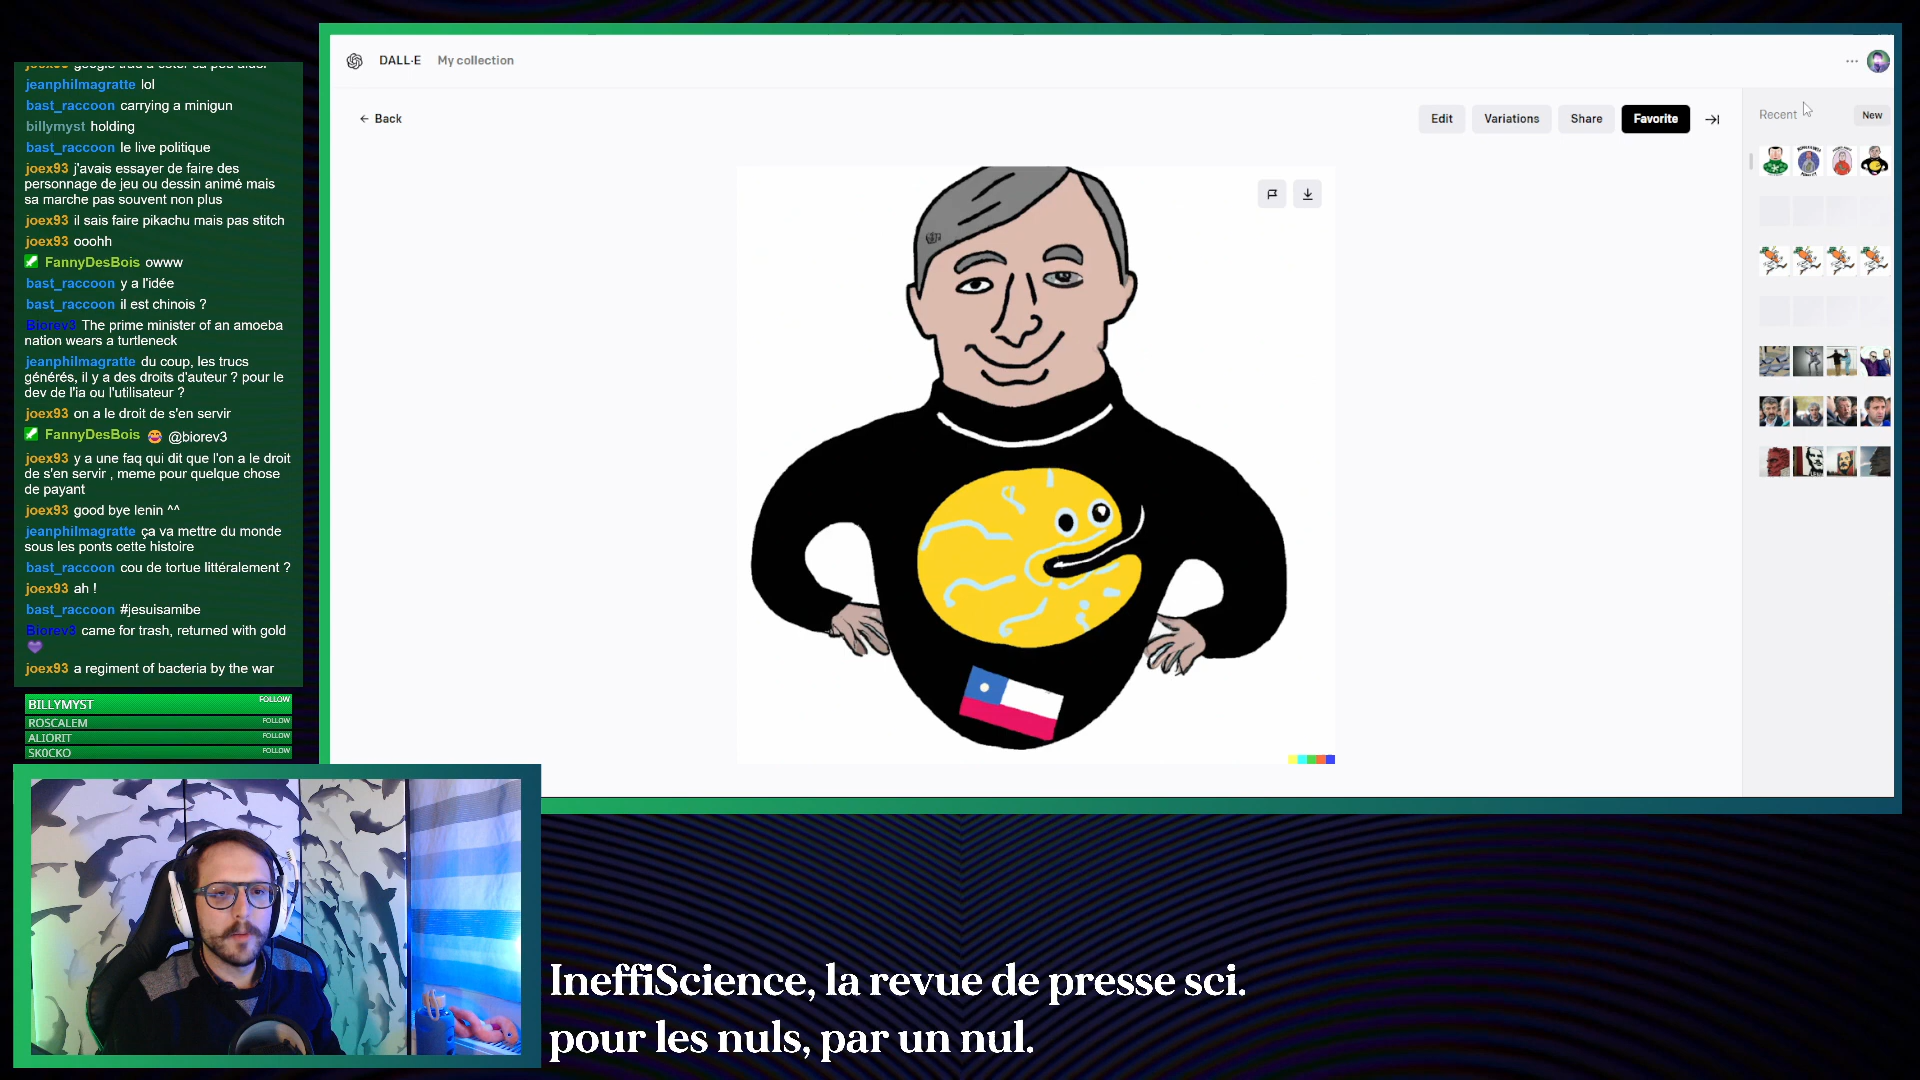 jeanphilmagratte lol
bast_raccoon carrying a minigun
billymyst holding
bast_raccoon le live politique
joex93 j'avais essayer de faire des
personnage de jeu ou dessin animé mais
sa marche pas souvent non plus
joex93 il sais faire pikachu mais pas stitch
joex93 ooohh
FannyDesBois owww
bast_raccoon y a l'idée
bast_raccoon il est chinois ?
Biorev3 The prime minister of an amoeba
nation wears a turtleneck
jeanphilmagratte du coup, les trucs
générés, il y a des droits d'auteur ? pour le
dev de l'ia ou l'utilisateur ?
joex93 on a le droit de s'en servir
FannyDesBois 😂 @biorev3
joex93 y a une faq qui dit que l'on a le droit
de s'en servir , meme pour quelque chose
de payant
joex93 good bye lenin ^^
jeanphilmagratte ça va mettre du monde
sous les ponts cette histoire
bast_raccoon cou de tortue littéralement ?
joex93 ah !
bast_raccoon #jesuisamibe
Biorev3 came for trash, returned with gold
💜
joex93 a regiment of bacteria by the war
BILLYMYST FOLLOW
ROSCALEM FOLLOW
ALIORIT FOLLOW
SK0CKO FOLLOW
DALL·E My collection
← Back
Edit Variations Share Favorite
Recent New
IneffiScience, la revue de presse sci.
pour les nuls, par un nul.